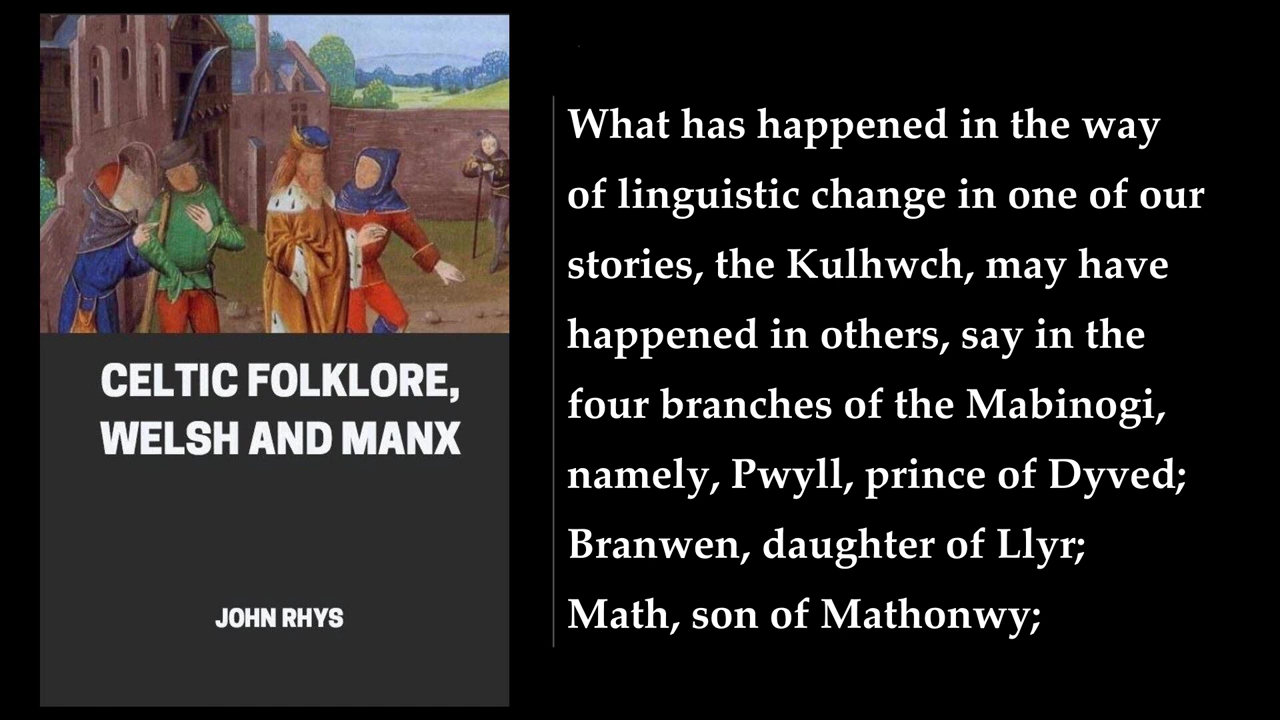 CELTIC FOLKLORE,
WELSH AND MANX
JOHN RHYS
What has happened in the way
of linguistic change in one of our
stories, the Kulhwch, may have
happened in others, say in the
four branches of the Mabinogi,
namely, Pwyll, prince of Dyved;
Branwen, daughter of Llyr;
Math, son of Mathonwy;